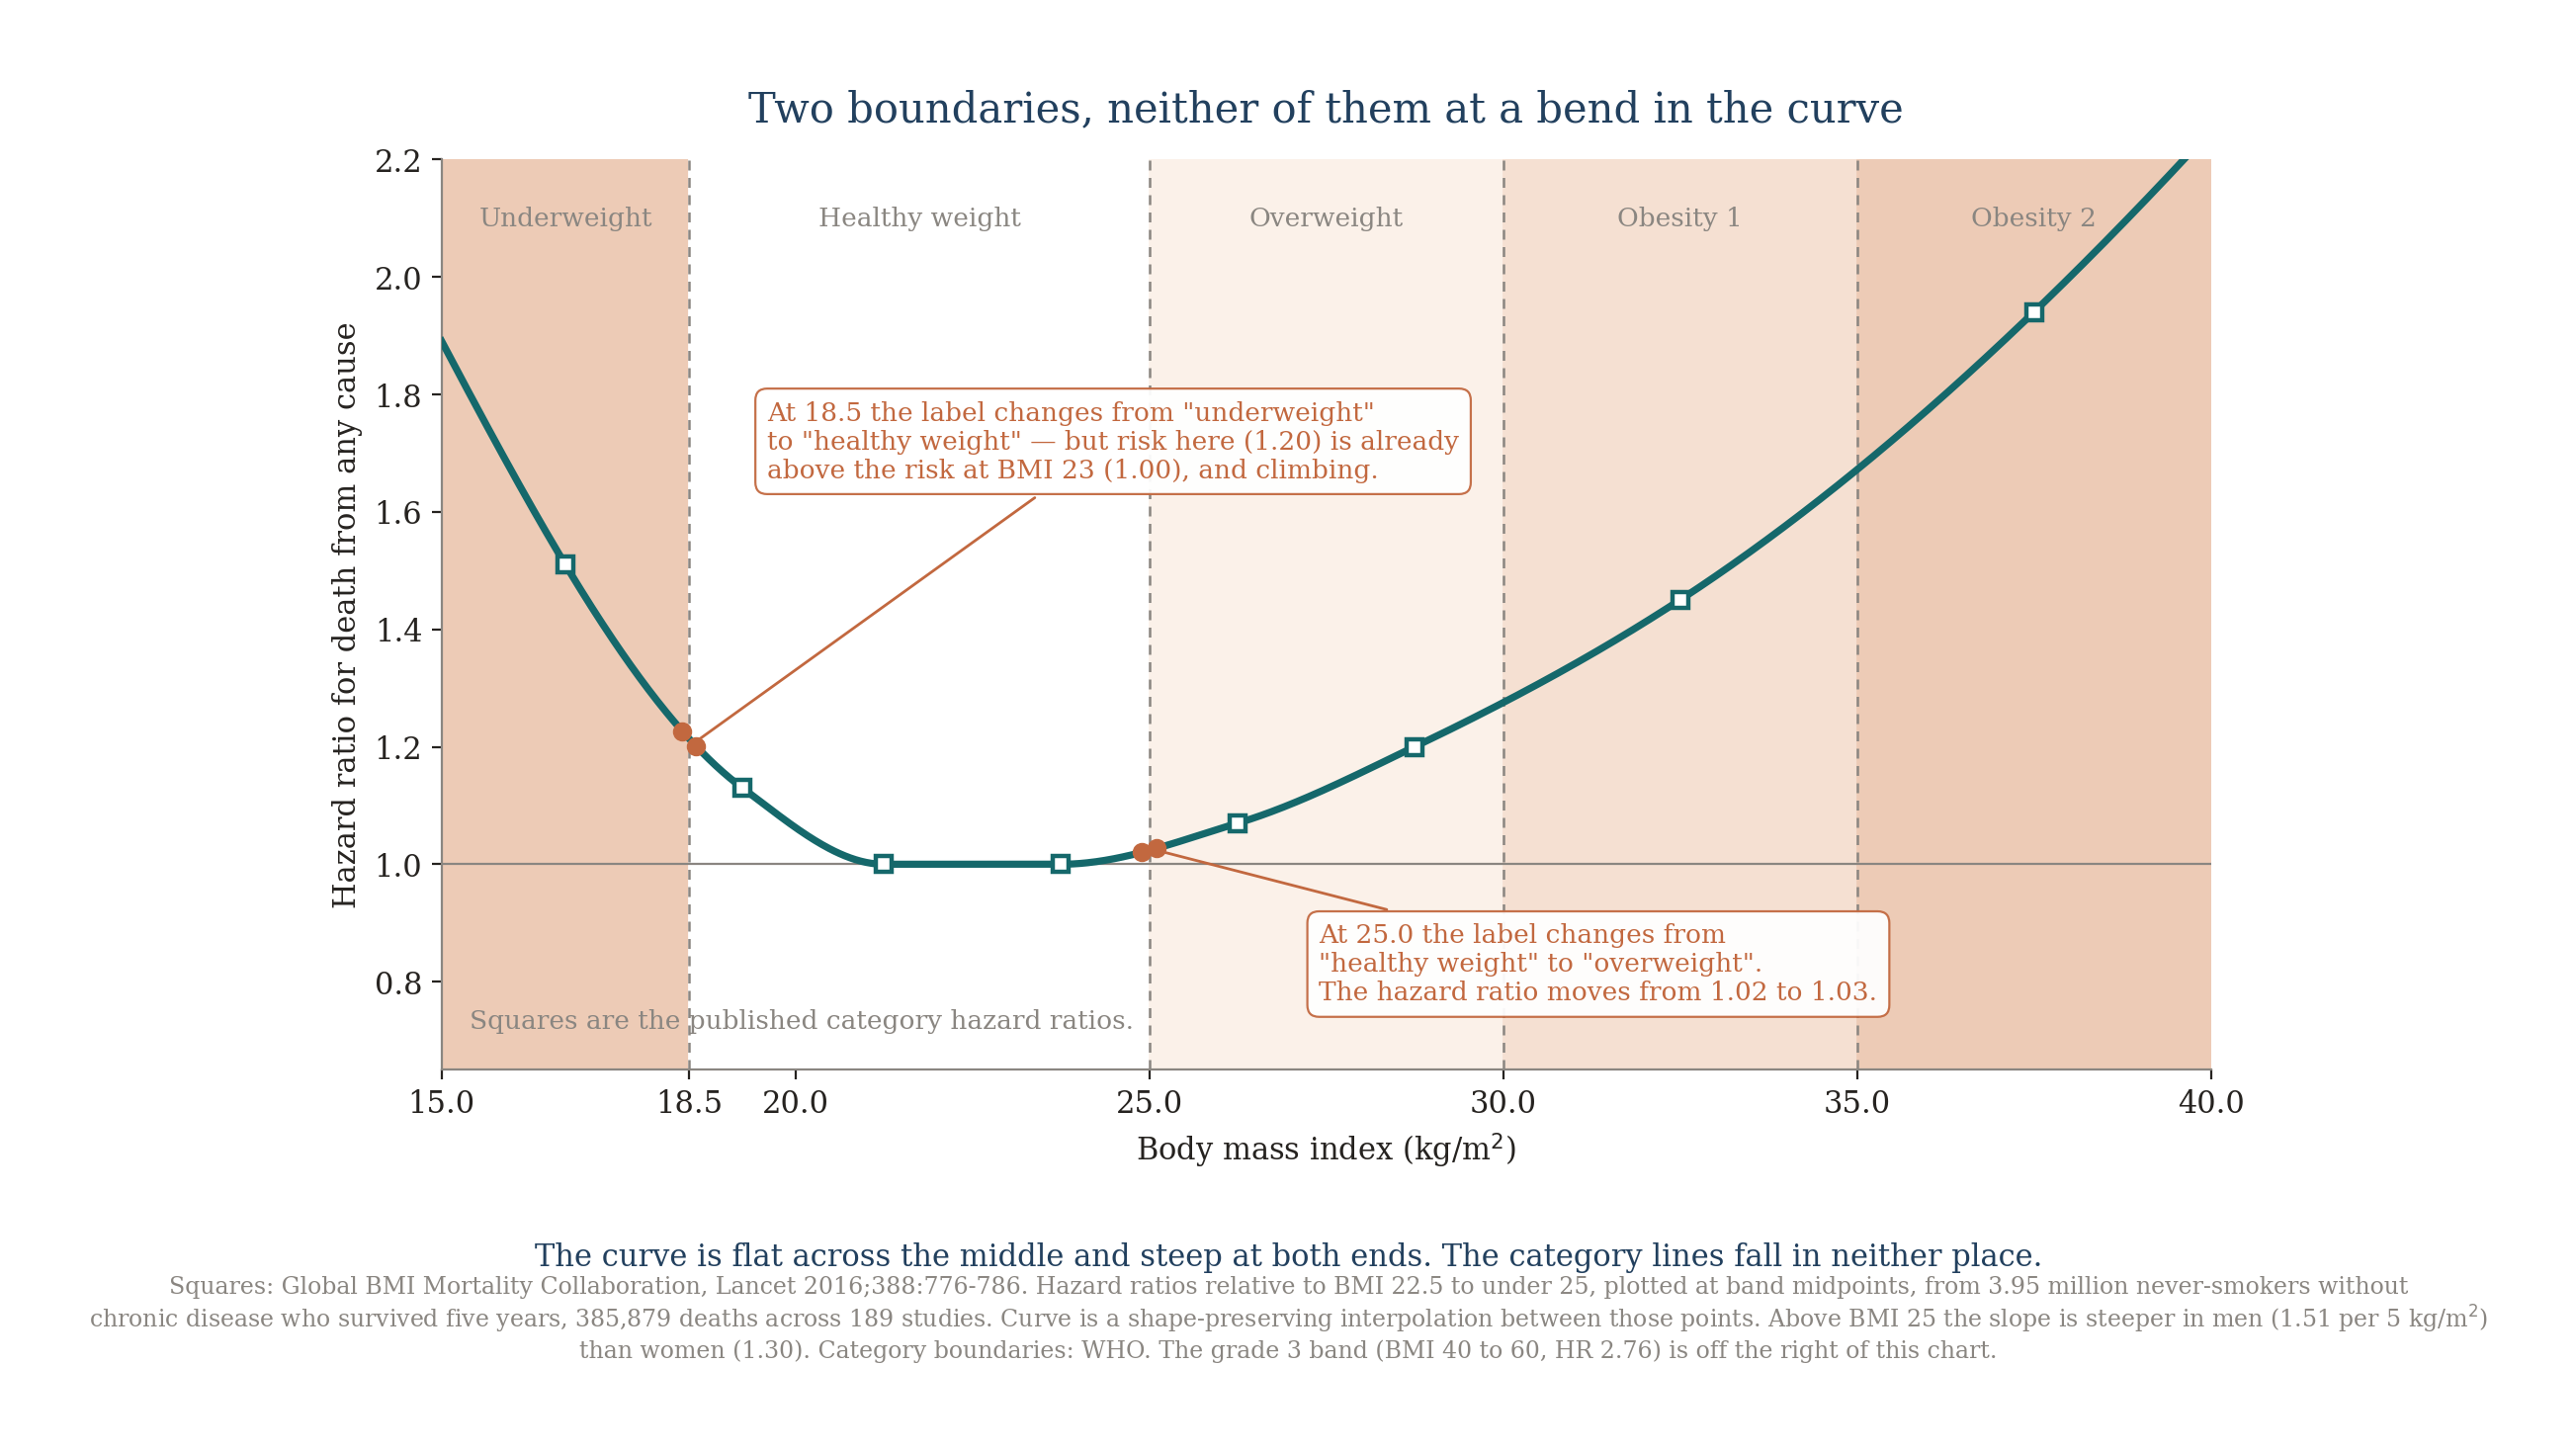 Two boundaries, neither of them at a bend in the curve
Hazard ratio for death from any cause
2.2
2.0
1.8
1.6
1.4
1.2
1.0
0.8
Underweight
Healthy weight
Overweight
Obesity 1
Obesity 2
At 18.5 the label changes from "underweight"
to "healthy weight" — but risk here (1.20) is already
above the risk at BMI 23 (1.00), and climbing.
At 25.0 the label changes from
"healthy weight" to "overweight".
The hazard ratio moves from 1.02 to 1.03.
Squares are the published category hazard ratios.
15.0
18.5
20.0
25.0
30.0
35.0
40.0
Body mass index (kg/m²)
The curve is flat across the middle and steep at both ends. The category lines fall in neither place.
Squares: Global BMI Mortality Collaboration, Lancet 2016;388:776-786. Hazard ratios relative to BMI 22.5 to under 25, plotted at band midpoints, from 3.95 million never-smokers without
chronic disease who survived five years, 385,879 deaths across 189 studies. Curve is a shape-preserving interpolation between those points. Above BMI 25 the slope is steeper in men (1.51 per 5 kg/m²)
than women (1.30). Category boundaries: WHO. The grade 3 band (BMI 40 to 60, HR 2.76) is off the right of this chart.